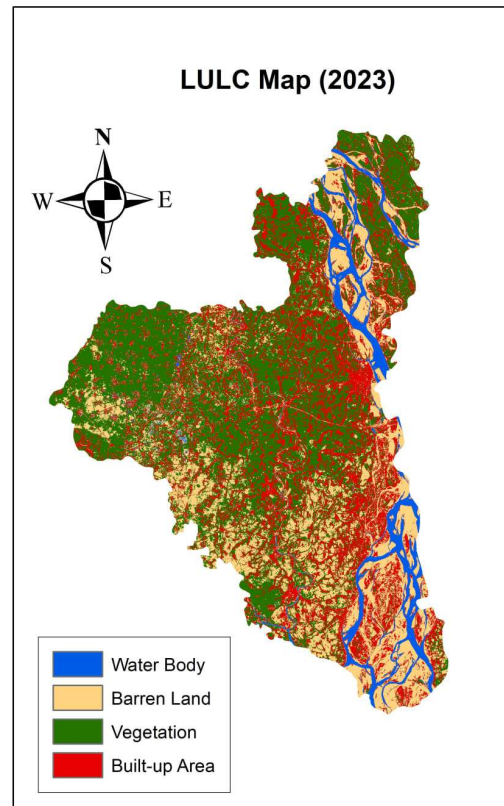 LULC Map (2023)
N
W E
S
Water Body
Barren Land
Vegetation
Built-up Area